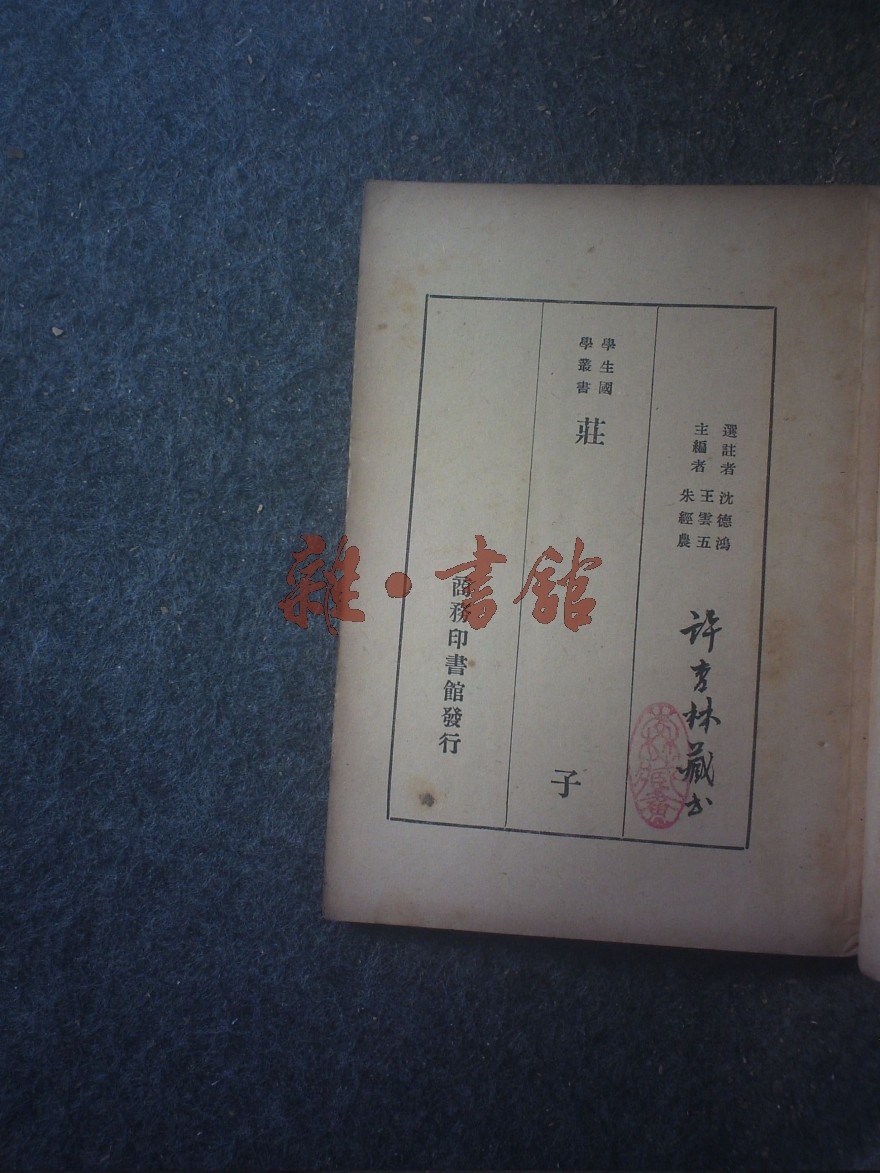 選註者 沈德鴻
主編者 王雲五
朱經農
學生國
學叢書
莊子
商務印書館發行
許 林藏书
雜·書館